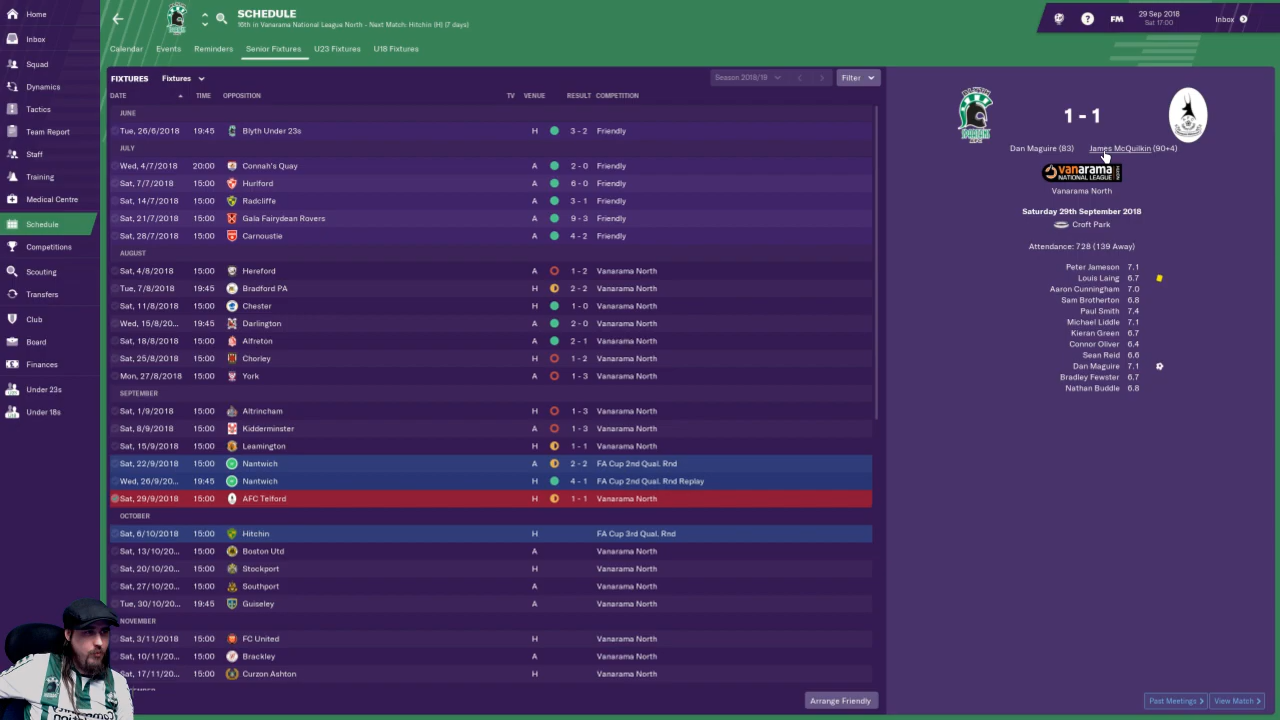 SCHEDULE
16th in Vanarama National League North - Next Match: Hitchin (H) (7 days)
FM
29 Sep 2018
Sat 17:00
Inbox
Home
Inbox
Squad
Dynamics
Tactics
Team Report
Staff
Training
Medical Centre
Schedule
Competitions
Scouting
Transfers
Club
Board
Finances
Under 23s
Under 18s
Calendar Events Reminders Senior Fixtures U23 Fixtures U18 Fixtures
FIXTURES Fixtures Season 2018/19 Filter
DATE TIME OPPOSITION TV VENUE RESULT COMPETITION
JUNE
Tue, 26/6/2018 19:45 Blyth Under 23s H 3 - 2 Friendly
JULY
Wed, 4/7/2018 20:00 Connah's Quay A 2 - 0 Friendly
Sat, 7/7/2018 15:00 Hurlford A 6 - 0 Friendly
Sat, 14/7/2018 15:00 Radcliffe A 3 - 1 Friendly
Sat, 21/7/2018 15:00 Gala Fairydean Rovers A 9 - 3 Friendly
Sat, 28/7/2018 15:00 Carnoustie A 4 - 2 Friendly
AUGUST
Sat, 4/8/2018 15:00 Hereford A 1 - 2 Vanarama North
Tue, 7/8/2018 19:45 Bradford PA H 2 - 2 Vanarama North
Sat, 11/8/2018 15:00 Chester H 1 - 0 Vanarama North
Wed, 15/8/20... 19:45 Darlington A 2 - 0 Vanarama North
Sat, 18/8/2018 15:00 Alfreton A 2 - 1 Vanarama North
Sat, 25/8/2018 15:00 Chorley H 1 - 2 Vanarama North
Mon, 27/8/2018 15:00 York A 1 - 3 Vanarama North
SEPTEMBER
Sat, 1/9/2018 15:00 Altrincham H 1 - 3 Vanarama North
Sat, 8/9/2018 15:00 Kidderminster A 1 - 3 Vanarama North
Sat, 15/9/2018 15:00 Leamington H 1 - 1 Vanarama North
Sat, 22/9/2018 15:00 Nantwich A 2 - 2 FA Cup 2nd Qual. Rnd
Wed, 26/9/20... 19:45 Nantwich H 4 - 1 FA Cup 2nd Qual. Rnd Replay
Sat, 29/9/2018 15:00 AFC Telford H 1 - 1 Vanarama North
OCTOBER
Sat, 6/10/2018 15:00 Hitchin H FA Cup 3rd Qual. Rnd
Sat, 13/10/20... 15:00 Boston Utd A Vanarama North
Sat, 20/10/20... 15:00 Stockport H Vanarama North
Sat, 27/10/20... 15:00 Southport A Vanarama North
Tue, 30/10/20... 19:45 Guiseley A Vanarama North
NOVEMBER
Sat, 3/11/2018 15:00 FC United H Vanarama North
Sat, 10/11/20... 15:00 Brackley A Vanarama North
Sat, 17/11/20... 15:00 Curzon Ashton H Vanarama North
Arrange Friendly
1 - 1
Dan Maguire (83) James McQuilkin (90+4)
vanarama
NATIONAL LEAGUE
Vanarama North
Saturday 29th September 2018
Croft Park
Attendance: 728 (139 Away)
Peter Jameson 7.1
Louis Laing 6.7
Aaron Cunningham 7.0
Sam Brotherton 6.8
Paul Smith 7.4
Michael Liddle 7.1
Kieran Green 6.7
Connor Oliver 6.4
Sean Reid 6.6
Dan Maguire 7.1
Bradley Fewster 6.7
Nathan Buddle 6.8
Past Meetings View Match